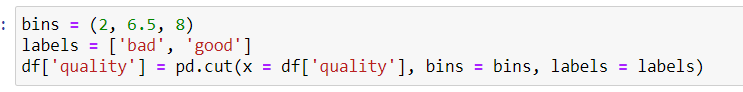 :
bins = (2, 6.5, 8)
labels = ['bad', 'good']
df['quality'] = pd.cut(x = df['quality'], bins = bins, labels = labels)